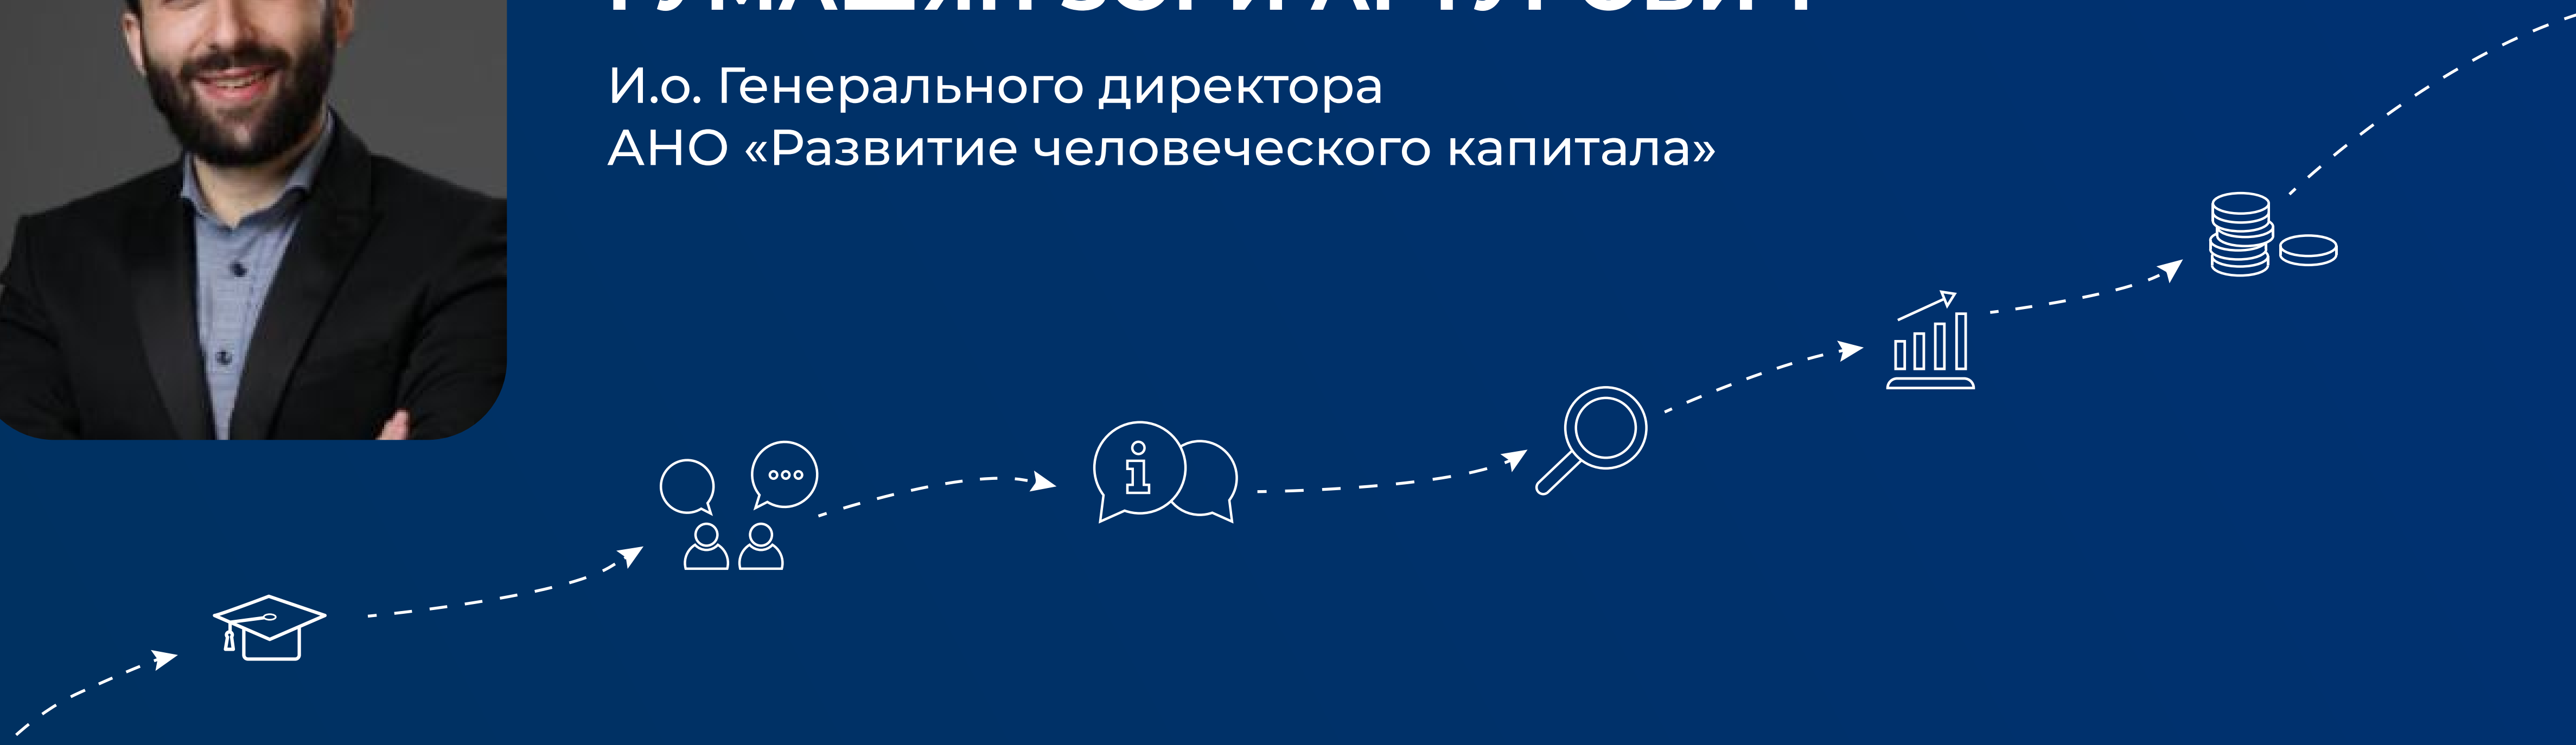 И.о. Генерального директора
АНО «Развитие человеческого капитала»